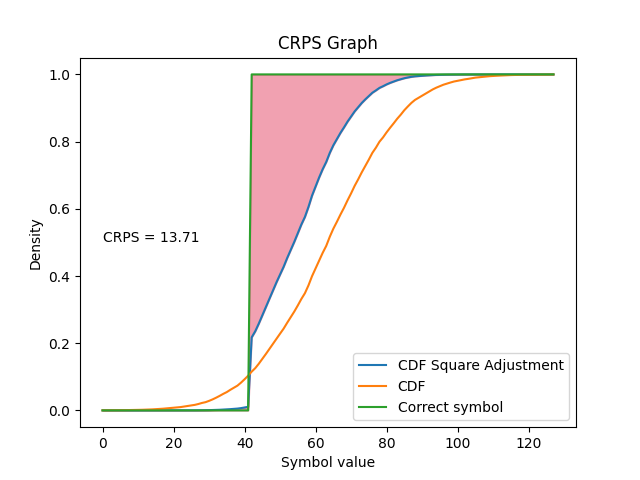 CRPS Graph
1.0
0.8
0.6
0.4
0.2
0.0
Density
CRPS = 13.71
CDF Square Adjustment
CDF
Correct symbol
0 20 40 60 80 100 120
Symbol value